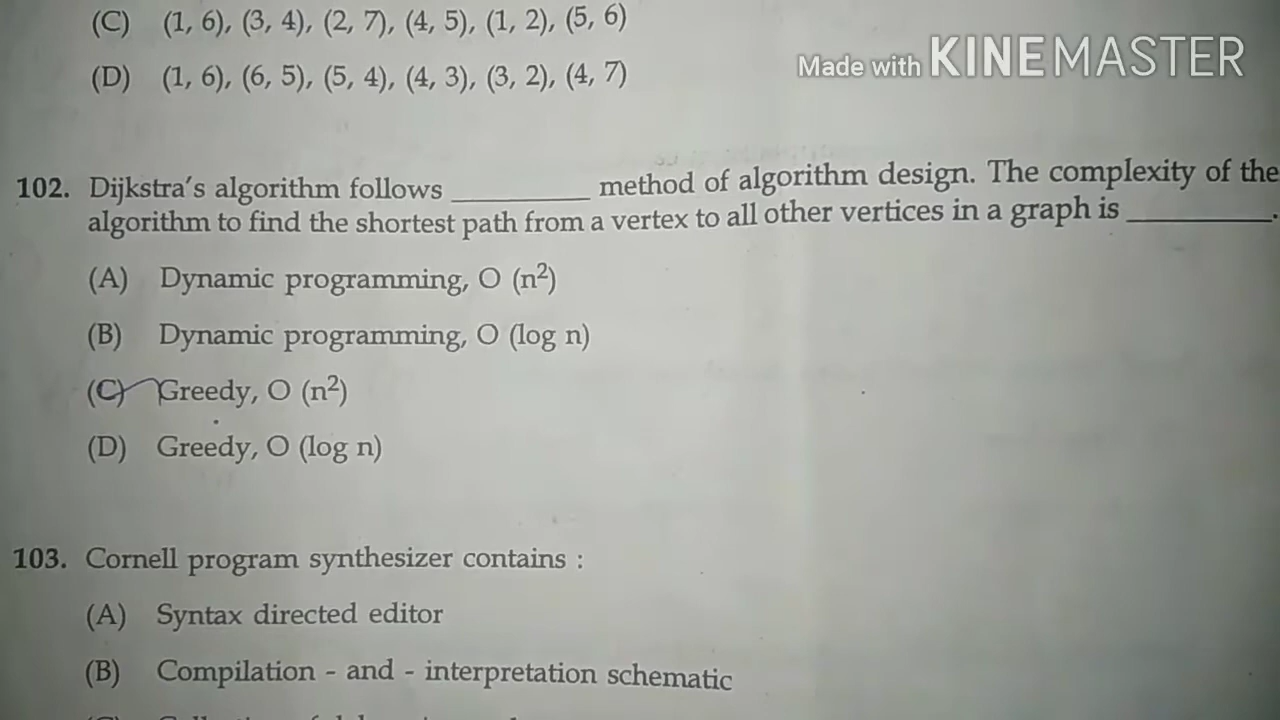 (C) (1, 6), (3, 4), (2, 7), (4, 5), (1, 2), (5, 6)
Made with KINEMASTER
(D) (1, 6), (6, 5), (5, 4), (4, 3), (3, 2), (4, 7)
102. Dijkstra's algorithm follows __________ method of algorithm design. The complexity of the
algorithm to find the shortest path from a vertex to all other vertices in a graph is __________.
(A) Dynamic programming, O (n²)
(B) Dynamic programming, O (log n)
(C) Greedy, O (n²)
(D) Greedy, O (log n)
103. Cornell program synthesizer contains :
(A) Syntax directed editor
(B) Compilation - and - interpretation schematic